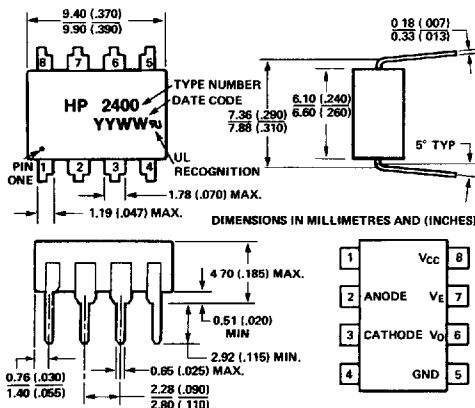 9.40 (.370)
9.90 (.390)
8 7 6 5
HP 2400
YYWW
TYPE NUMBER
DATE CODE
UL
RECOGNITION
PIN
ONE
1 2 3 4
1.78 (.070) MAX.
1.19 (.047) MAX.
0.18 (.007)
0.33 (.013)
7.36 (.290)
7.88 (.310)
6.10 (.240)
6.60 (.260)
5° TYP
DIMENSIONS IN MILLIMETRES AND (INCHES)
4.70 (.185) MAX.
0.51 (.020)
MIN
2.92 (.115) MIN.
0.76 (.030)
1.40 (.055)
0.65 (.025) MAX.
2.28 (.090)
2.80 (.110)
1 VCC 8
2 ANODE VE 7
3 CATHODE VO 6
4 GND 5